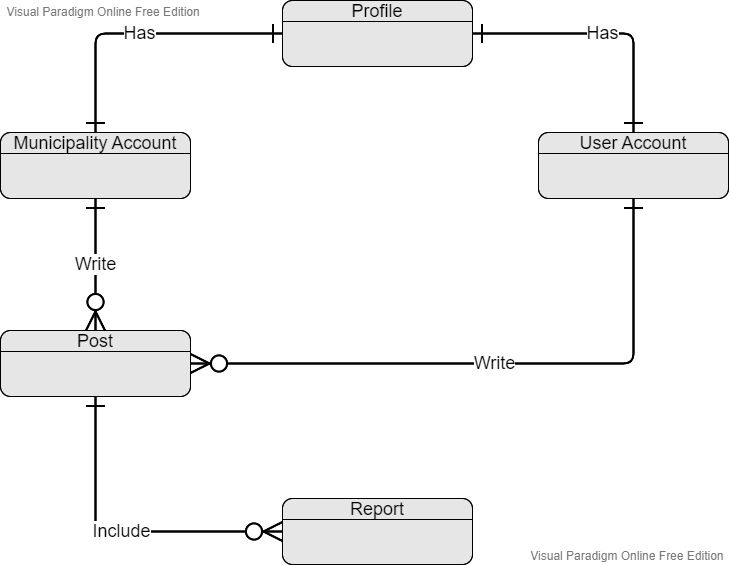 Visual Paradigm Online Free Edition
Profile
Has
Has
Municipality Account
User Account
Write
Post
Write
Include
Report
Visual Paradigm Online Free Edition